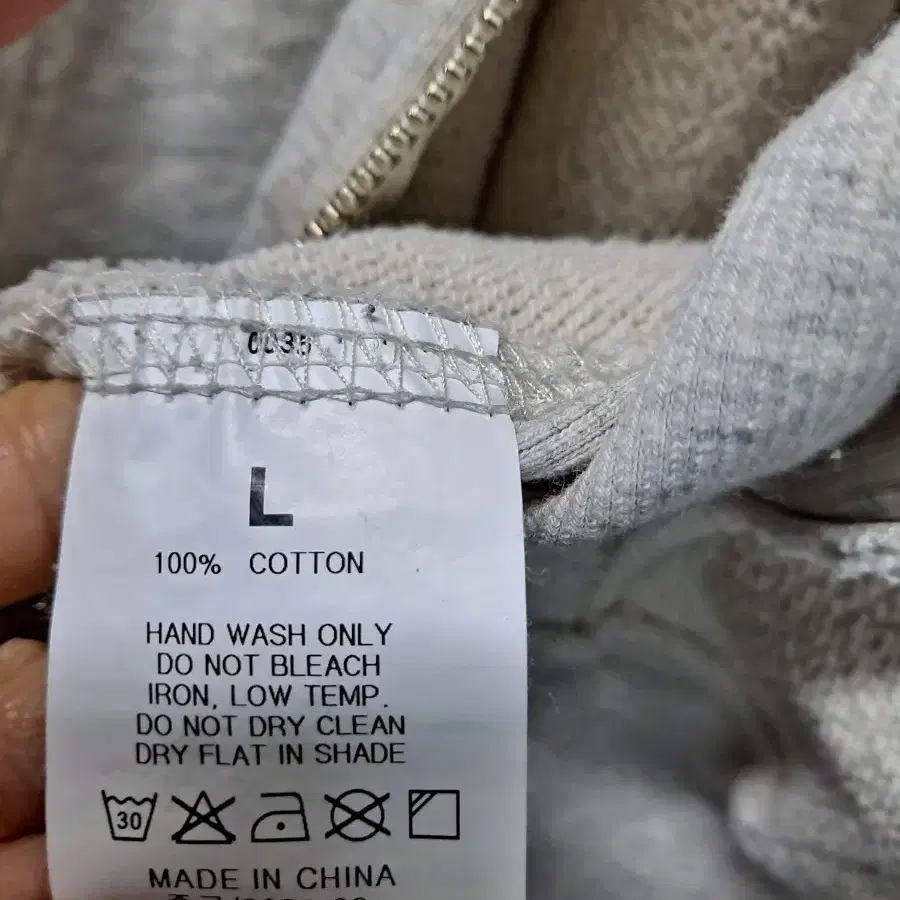 0035
L
100% COTTON
HAND WASH ONLY
DO NOT BLEACH
IRON, LOW TEMP.
DO NOT DRY CLEAN
DRY FLAT IN SHADE
30
MADE IN CHINA